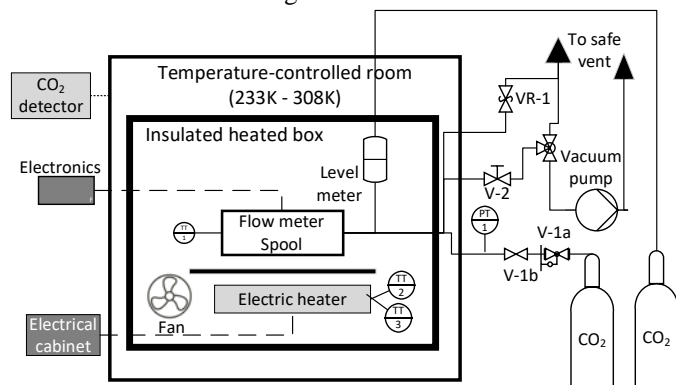 To safe
vent
Temperature-controlled room
(233K - 308K)
CO₂
detector
VR-1
Insulated heated box
Electronics
Level
meter
Vacuum
pump
V-2
Flow meter
Spool
TT
1
PT
1
V-1a
V-1b
Electric heater
TT
2
TT
3
Fan
Electrical
cabinet
CO₂
CO₂